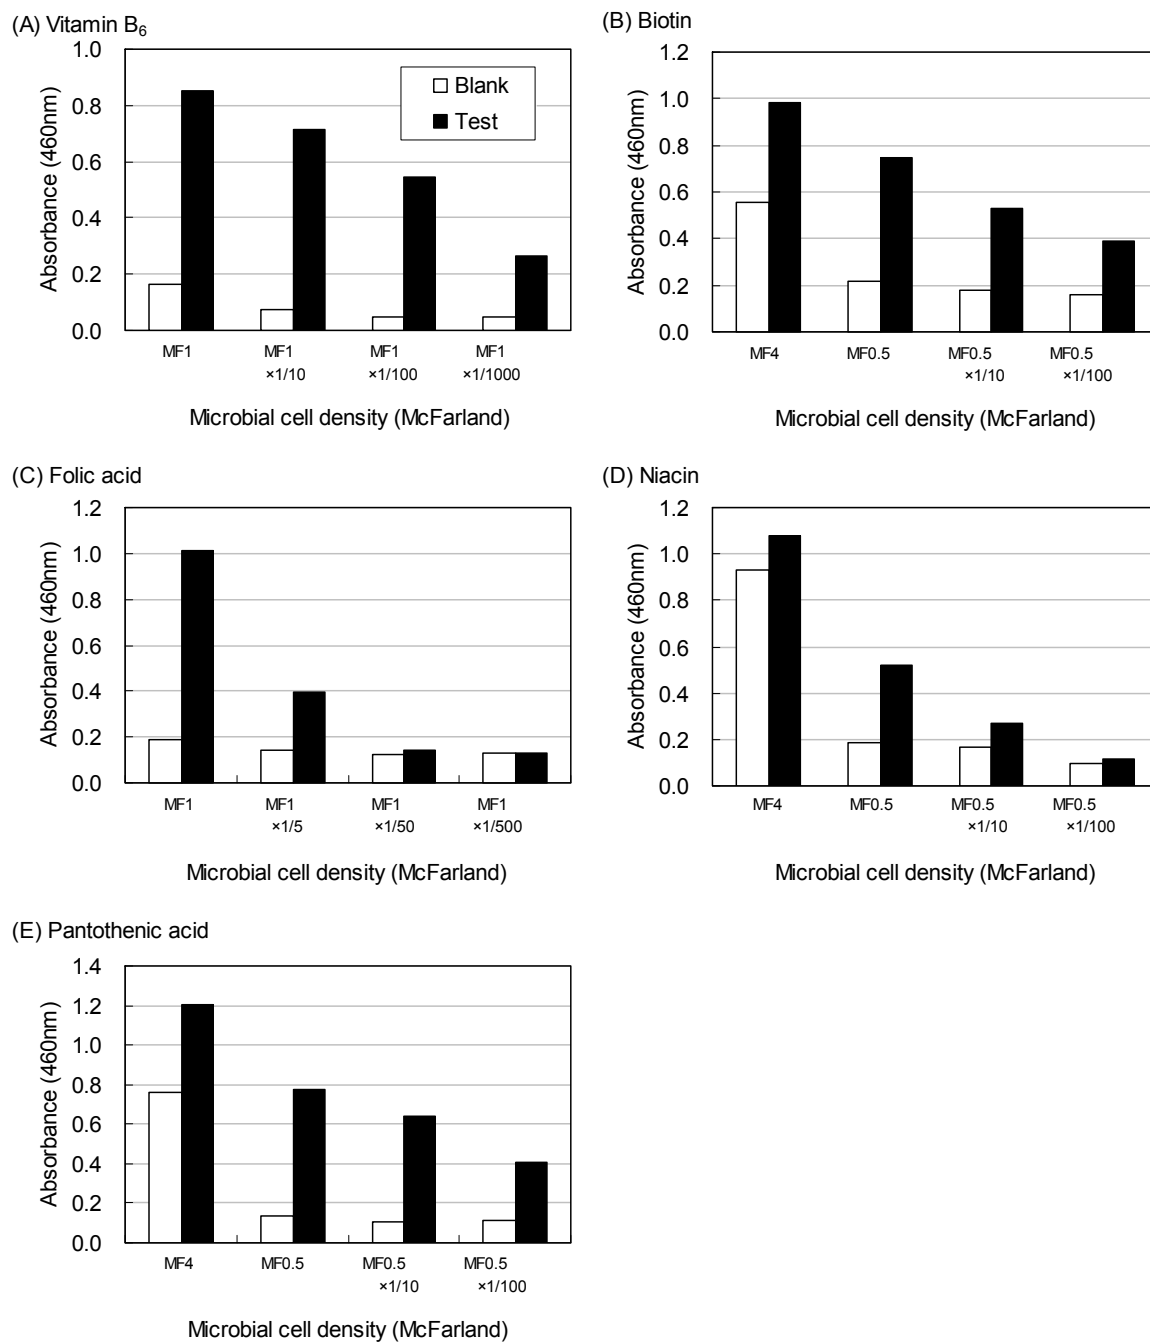 (A) Vitamin B6
Absorbance (460nm)
1.0
0.8
0.6
0.4
0.2
0.0
Blank
Test
MF1
MF1
×1/10
MF1
×1/100
MF1
×1/1000
Microbial cell density (McFarland)
(B) Biotin
Absorbance (460nm)
1.2
1.0
0.8
0.6
0.4
0.2
0.0
MF4
MF0.5
MF0.5
×1/10
MF0.5
×1/100
Microbial cell density (McFarland)
(C) Folic acid
Absorbance (460nm)
1.2
1.0
0.8
0.6
0.4
0.2
0.0
MF1
MF1
×1/5
MF1
×1/50
MF1
×1/500
Microbial cell density (McFarland)
(D) Niacin
Absorbance (460nm)
1.2
1.0
0.8
0.6
0.4
0.2
0.0
MF4
MF0.5
MF0.5
×1/10
MF0.5
×1/100
Microbial cell density (McFarland)
(E) Pantothenic acid
Absorbance (460nm)
1.4
1.2
1.0
0.8
0.6
0.4
0.2
0.0
MF4
MF0.5
MF0.5
×1/10
MF0.5
×1/100
Microbial cell density (McFarland)